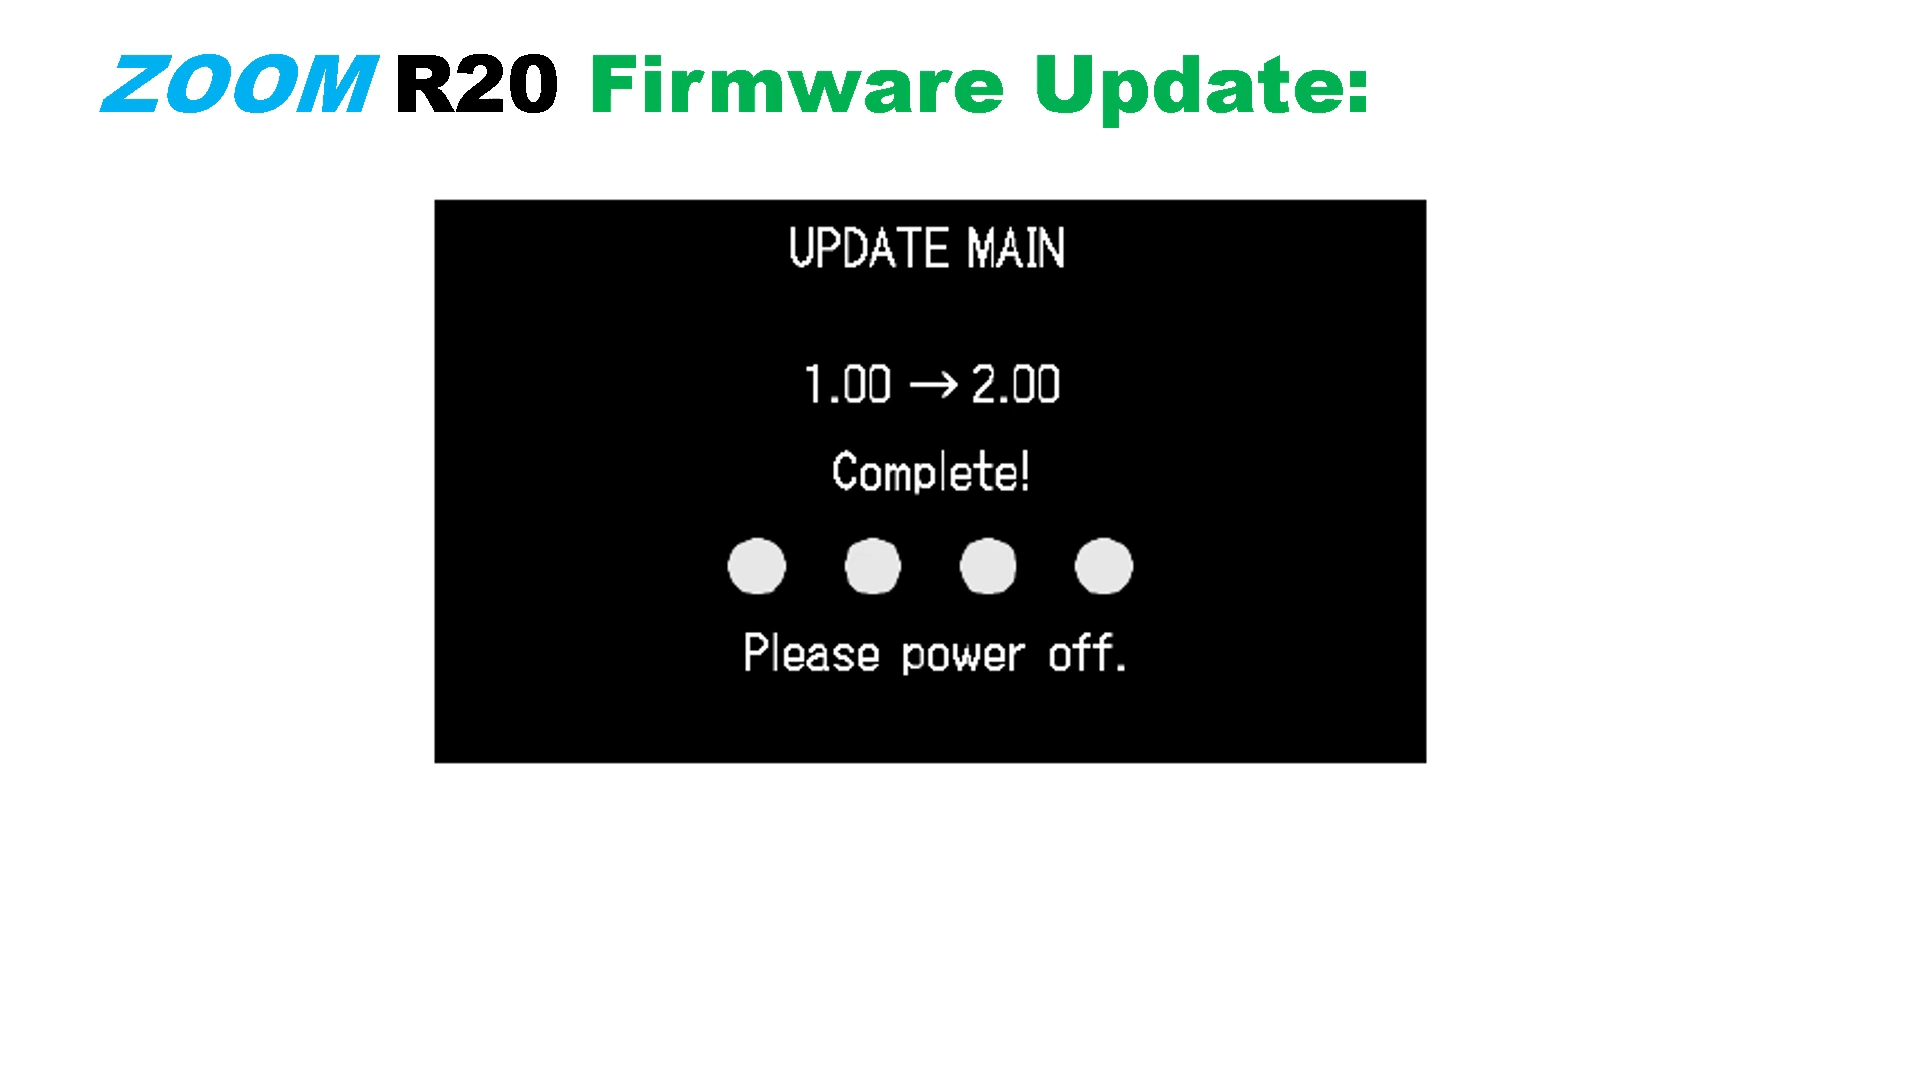 ZOOM R20 Firmware Update:
UPDATE MAIN
1.00 → 2.00
Complete!
Please power off.